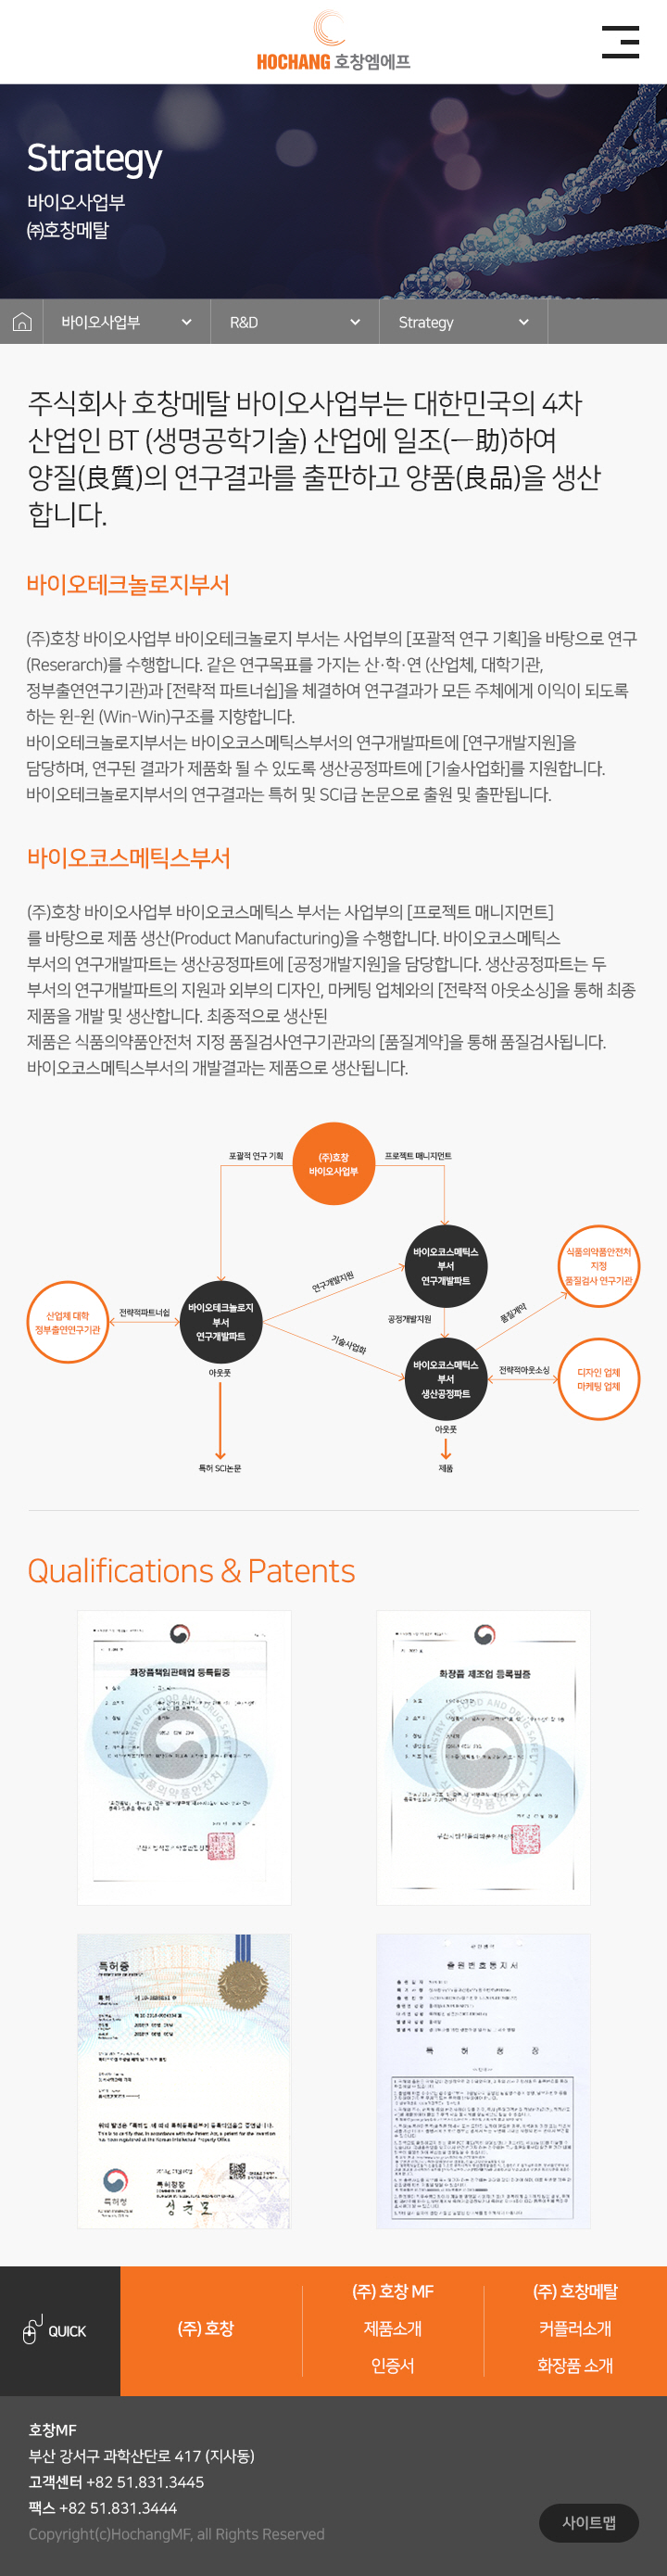 HOCHANG 호창엠에프
Strategy
바이오사업부
㈜호창메탈
바이오사업부
R&D
Strategy
주식회사 호창메탈 바이오사업부는 대한민국의 4차
산업인 BT (생명공학기술) 산업에 일조(一助)하여
양질(良質)의 연구결과를 출판하고 양품(良品)을 생산
합니다.
바이오테크놀로지부서
(주)호창 바이오사업부 바이오테크놀로지 부서는 사업부의 [포괄적 연구 기획]을 바탕으로 연구
(Reserarch)를 수행합니다. 같은 연구목표를 가지는 산·학·연 (산업체, 대학기관,
정부출연연구기관)과 [전략적 파트너쉽]을 체결하여 연구결과가 모든 주체에게 이익이 되도록
하는 윈-윈 (Win-Win)구조를 지향합니다.
바이오테크놀로지부서는 바이오코스메틱스부서의 연구개발파트에 [연구개발지원]을
담당하며, 연구된 결과가 제품화 될 수 있도록 생산공정파트에 [기술사업화]를 지원합니다.
바이오테크놀로지부서의 연구결과는 특허 및 SCI급 논문으로 출원 및 출판됩니다.
바이오코스메틱스부서
(주)호창 바이오사업부 바이오코스메틱스 부서는 사업부의 [프로젝트 매니지먼트]
를 바탕으로 제품 생산(Product Manufacturing)을 수행합니다. 바이오코스메틱스
부서의 연구개발파트는 생산공정파트에 [공정개발지원]을 담당합니다. 생산공정파트는 두
부서의 연구개발파트의 지원과 외부의 디자인, 마케팅 업체와의 [전략적 아웃소싱]을 통해 최종
제품을 개발 및 생산합니다. 최종적으로 생산된
제품은 식품의약품안전처 지정 품질검사연구기관과의 [품질계약]을 통해 품질검사됩니다.
바이오코스메틱스부서의 개발결과는 제품으로 생산됩니다.
포괄적 연구 기획
(주)호창
바이오사업부
프로젝트 매니지먼트
바이오코스메틱스
부서
연구개발파트
식품의약품안전처
지정
품질검사 연구기관
연구개발지원
산업체 대학
정부출연연구기관
전략적파트너쉽
바이오테크놀로지
부서
연구개발파트
공정개발지원
품질계약
기술사업화
바이오코스메틱스
부서
생산공정파트
전략적아웃소싱
디자인 업체
마케팅 업체
아웃풋
아웃풋
특허 SCI논문
제품
Qualifications & Patents
화장품책임판매업 등록필증
화장품 제조업 등록필증
특허증
출원번호통지서
특 허 청 장
특허청장
특허청
QUICK
(주) 호창
(주) 호창 MF
제품소개
인증서
(주) 호창메탈
커플러소개
화장품 소개
호창MF
부산 강서구 과학산단로 417 (지사동)
고객센터 +82 51.831.3445
팩스 +82 51.831.3444
Copyright(c)HochangMF, all Rights Reserved
사이트맵